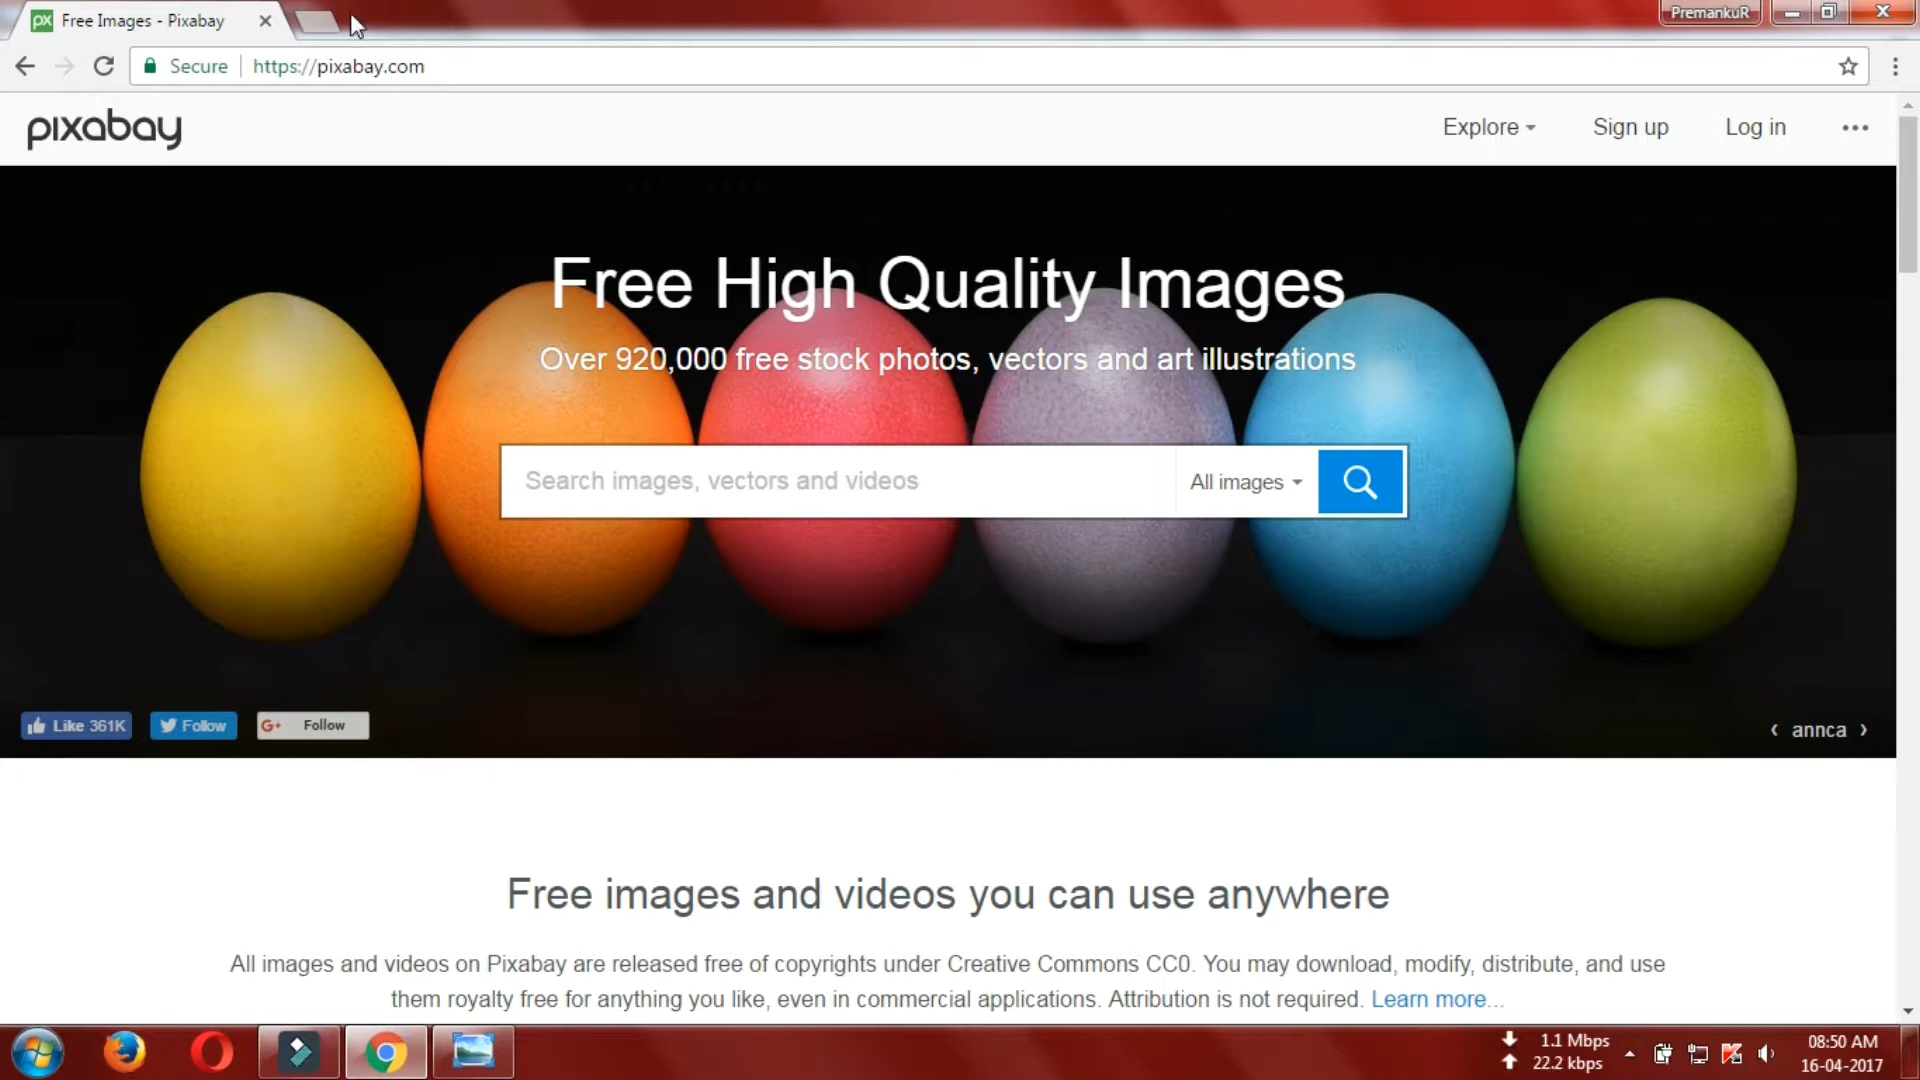 Free Images - Pixabay
PremankuR
Secure https://pixabay.com
pixabay
Explore
Sign up
Log in
Free High Quality Images
Over 920,000 free stock photos, vectors and art illustrations
Search images, vectors and videos
All images
Like 361K
Follow
G+ Follow
‹ annca ›
Free images and videos you can use anywhere
All images and videos on Pixabay are released free of copyrights under Creative Commons CC0. You may download, modify, distribute, and use
them royalty free for anything you like, even in commercial applications. Attribution is not required. Learn more...
1.1 Mbps
22.2 kbps
08:50 AM
16-04-2017